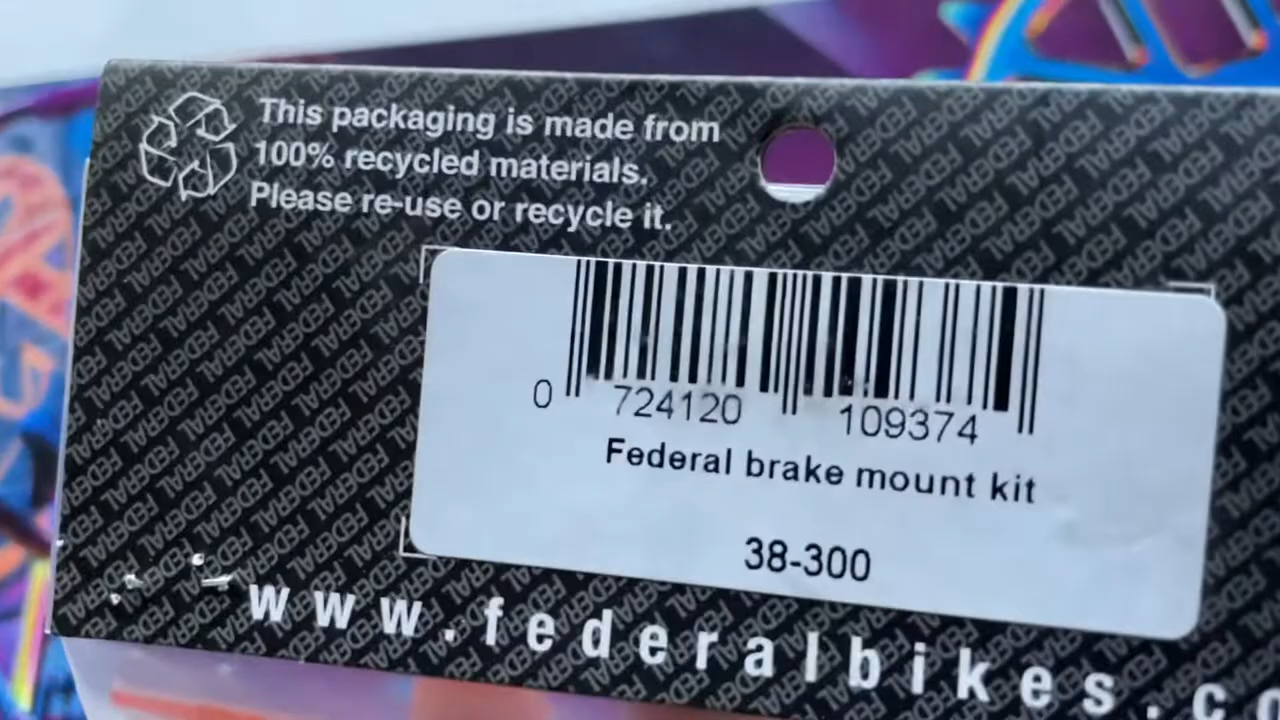 This packaging is made from
100% recycled materials.
Please re-use or recycle it.
0 724120 109374
Federal brake mount kit
38-300
www.federalbikes.co